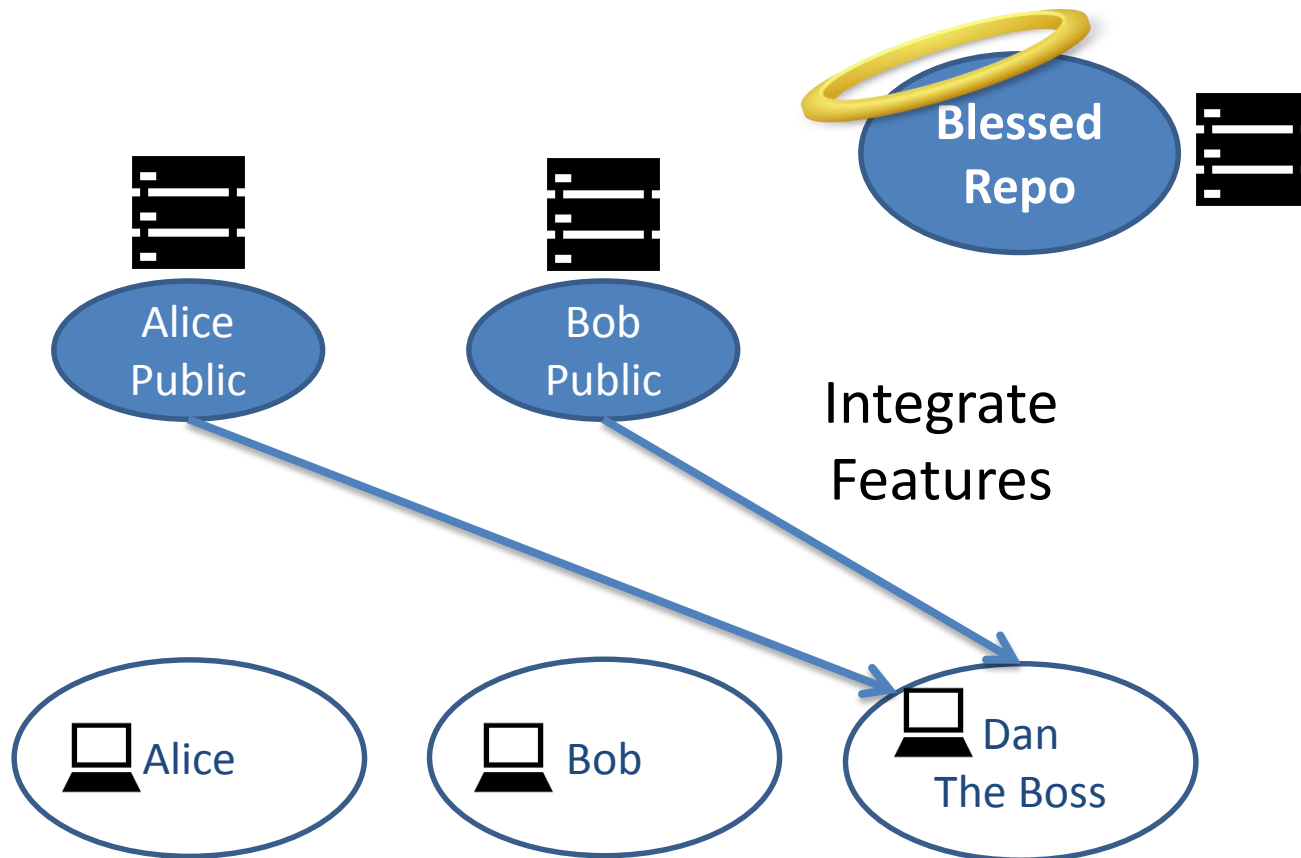 Blessed
Repo
Alice
Public
Bob
Public
Integrate
Features
Alice
Bob
Dan
The Boss